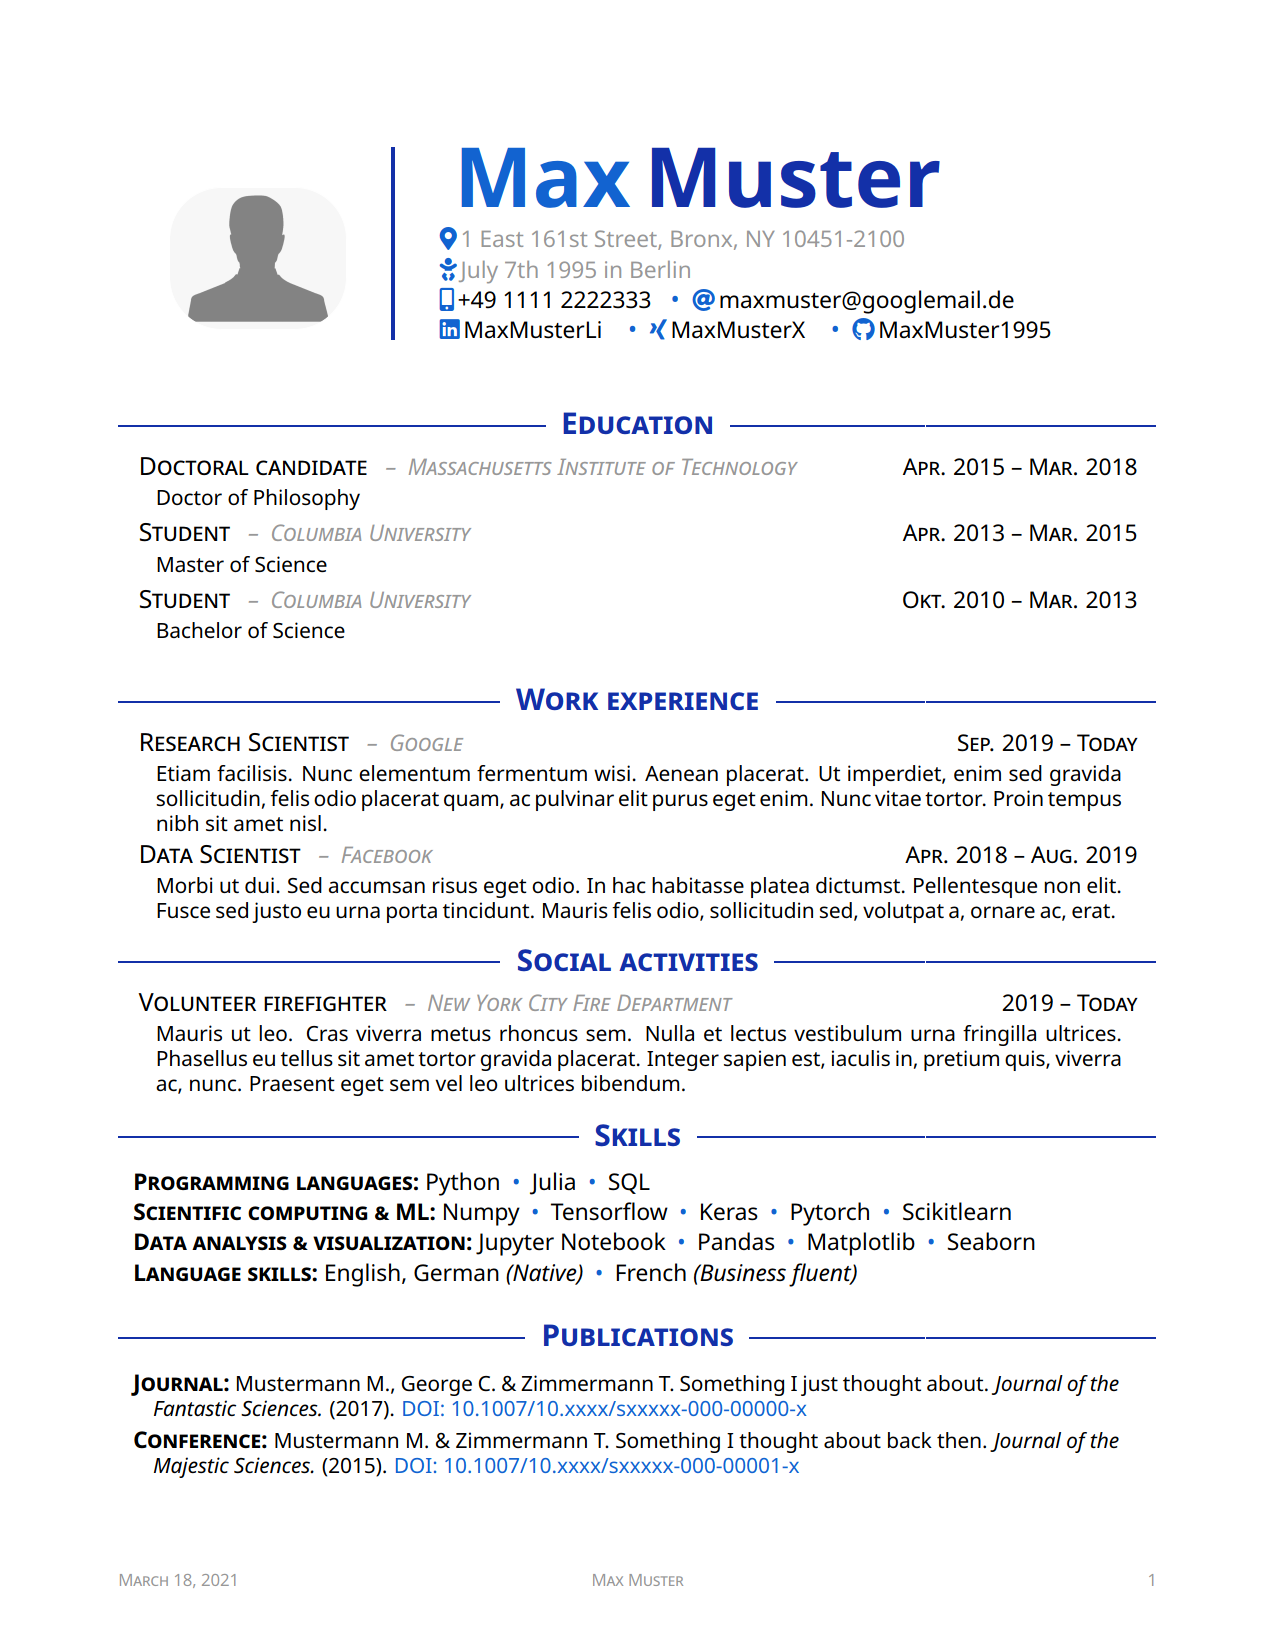 Max Muster
1 East 161st Street, Bronx, NY 10451-2100
July 7th 1995 in Berlin
+49 1111 2222333 • maxmuster@googlemail.de
MaxMusterLi • MaxMusterX • MaxMuster1995
Education
Doctoral candidate – Massachusetts Institute of Technology Apr. 2015 – Mar. 2018
Doctor of Philosophy
Student – Columbia University Apr. 2013 – Mar. 2015
Master of Science
Student – Columbia University Okt. 2010 – Mar. 2013
Bachelor of Science
Work experience
Research Scientist – Google Sep. 2019 – Today
Etiam facilisis. Nunc elementum fermentum wisi. Aenean placerat. Ut imperdiet, enim sed gravida
sollicitudin, felis odio placerat quam, ac pulvinar elit purus eget enim. Nunc vitae tortor. Proin tempus
nibh sit amet nisl.
Data Scientist – Facebook Apr. 2018 – Aug. 2019
Morbi ut dui. Sed accumsan risus eget odio. In hac habitasse platea dictumst. Pellentesque non elit.
Fusce sed justo eu urna porta tincidunt. Mauris felis odio, sollicitudin sed, volutpat a, ornare ac, erat.
Social activities
Volunteer firefighter – New York City Fire Department 2019 – Today
Mauris ut leo. Cras viverra metus rhoncus sem. Nulla et lectus vestibulum urna fringilla ultrices.
Phasellus eu tellus sit amet tortor gravida placerat. Integer sapien est, iaculis in, pretium quis, viverra
ac, nunc. Praesent eget sem vel leo ultrices bibendum.
Skills
Programming languages: Python • Julia • SQL
Scientific computing & ML: Numpy • Tensorflow • Keras • Pytorch • Scikitlearn
Data analysis & visualization: Jupyter Notebook • Pandas • Matplotlib • Seaborn
Language skills: English, German (Native) • French (Business fluent)
Publications
Journal: Mustermann M., George C. & Zimmermann T. Something I just thought about. Journal of the
Fantastic Sciences. (2017). DOI: 10.1007/10.xxxx/sxxxxx-000-00000-x
Conference: Mustermann M. & Zimmermann T. Something I thought about back then. Journal of the
Majestic Sciences. (2015). DOI: 10.1007/10.xxxx/sxxxxx-000-00001-x
March 18, 2021 Max Muster 1